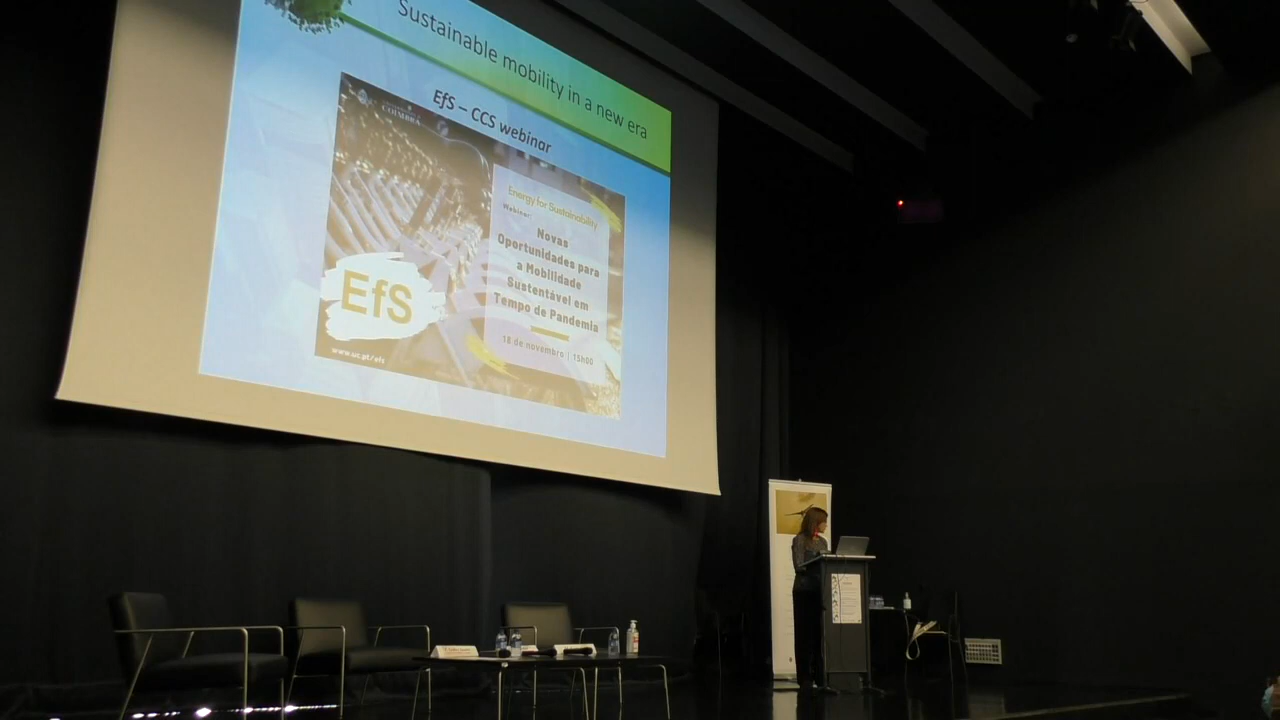 Sustainable mobility in a new era
EfS – CCS webinar
COIMBRA
Energy for Sustainability
Webinar
Novas
Oportunidades para
a Mobilidade
Sustentável em
Tempo de Pandemia
18 de novembro | 15h00
EfS
www.uc.pt/efs